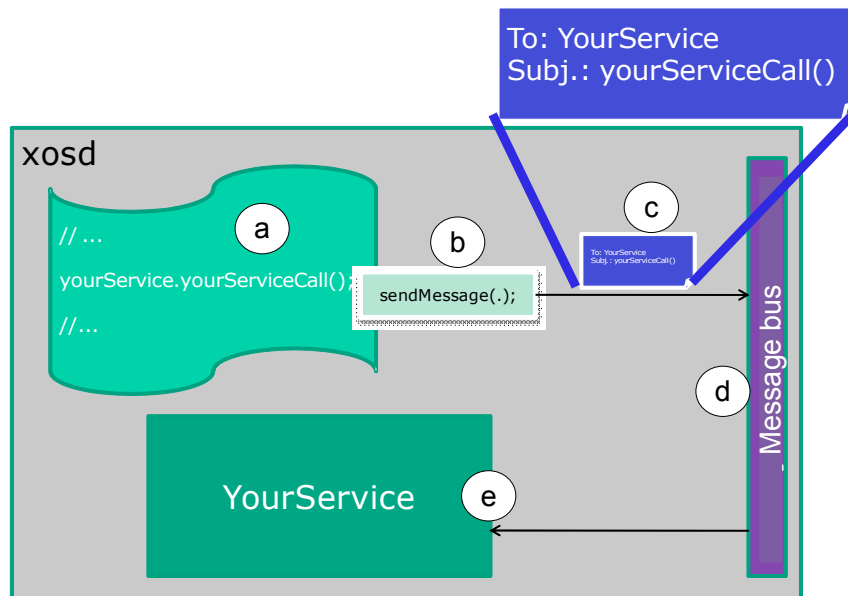 To: YourService
Subj.: yourServiceCall()
xosd
a
// ...
yourService.yourServiceCall();
//...
b
sendMessage(.);
c
To: YourService
Subj.: yourServiceCall()
d
Message bus
YourService
e